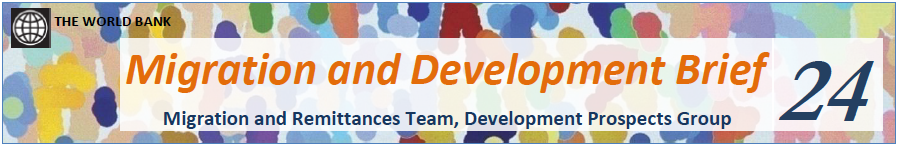 THE WORLD BANK
Migration and Development Brief 24
Migration and Remittances Team, Development Prospects Group